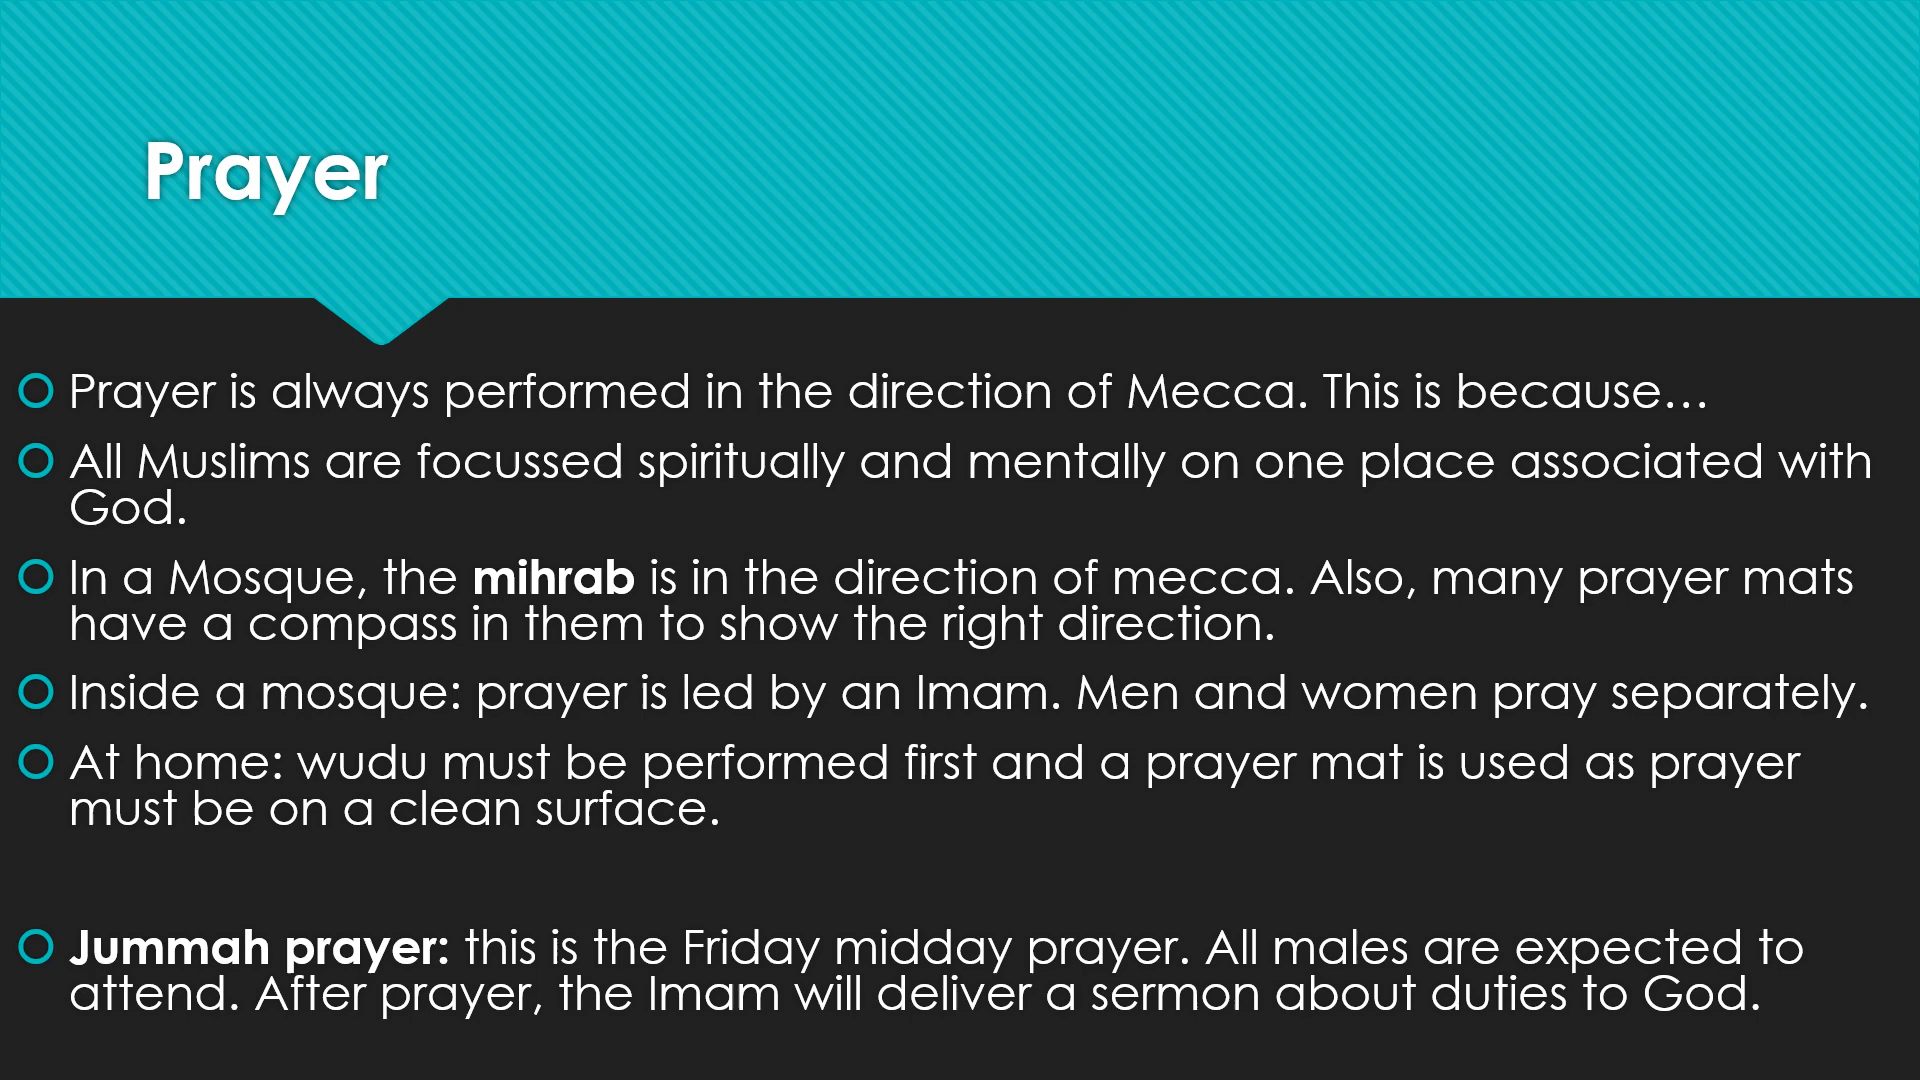 Prayer
Prayer is always performed in the direction of Mecca. This is because…
All Muslims are focussed spiritually and mentally on one place associated with
God.
In a Mosque, the mihrab is in the direction of mecca. Also, many prayer mats
have a compass in them to show the right direction.
Inside a mosque: prayer is led by an Imam. Men and women pray separately.
At home: wudu must be performed first and a prayer mat is used as prayer
must be on a clean surface.
Jummah prayer: this is the Friday midday prayer. All males are expected to
attend. After prayer, the Imam will deliver a sermon about duties to God.